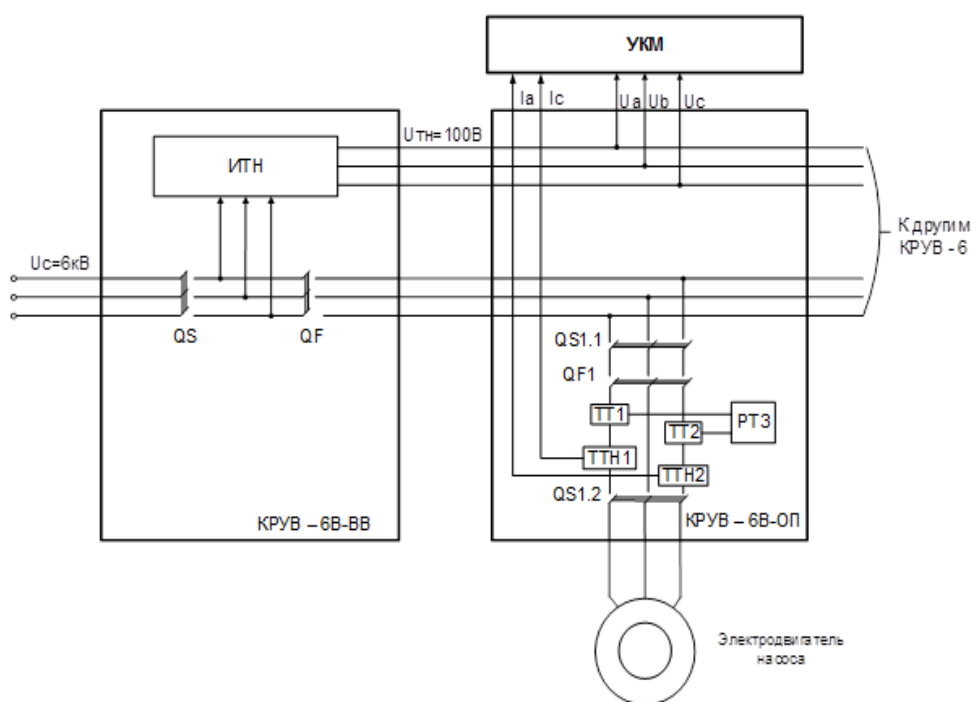 УКМ
Ia Ic Ua Ub Uc
Uтн=100В
ИТН
К другим
КРУВ - 6
Uc=6кВ
QS QF
QS1.1
QF1
ТТ1
ТТ2
РТЗ
ТТН1
ТТН2
QS1.2
КРУВ – 6В-ВВ
КРУВ – 6В-ОП
Электродвигатель
насоса